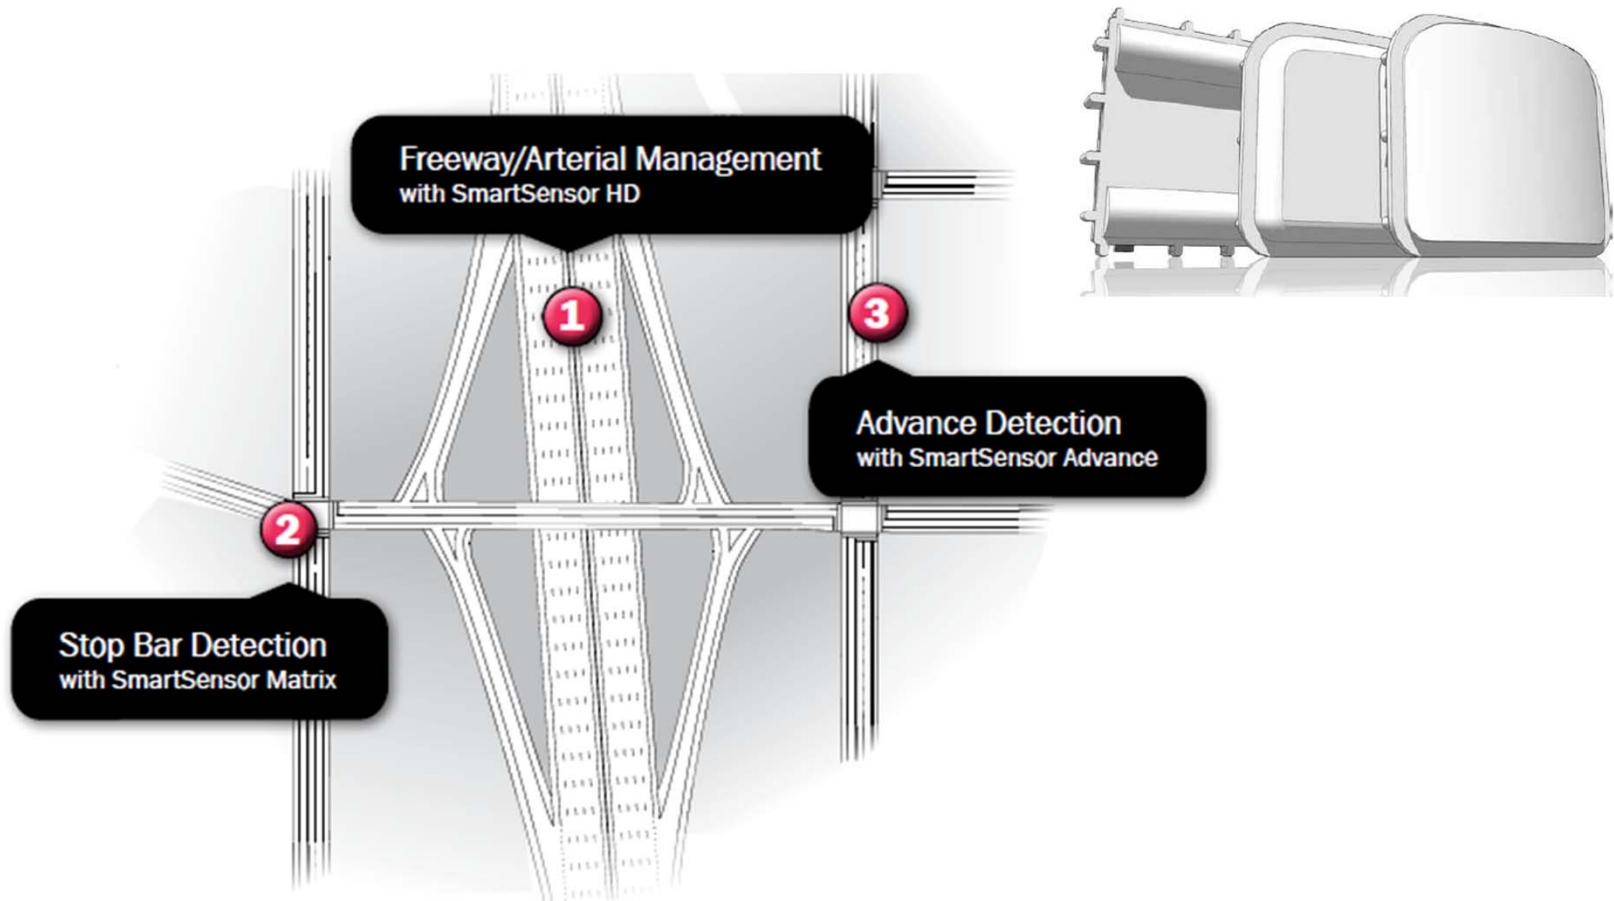 Freeway/Arterial Management
with SmartSensor HD
1
3
Advance Detection
with SmartSensor Advance
2
Stop Bar Detection
with SmartSensor Matrix